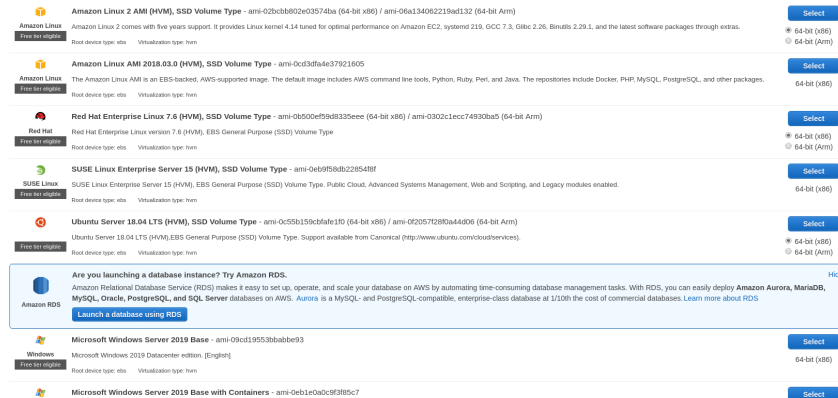 Amazon Linux 2 AMI (HVM), SSD Volume Type - ami-02bcbb802e03574ba (64-bit x86) / ami-06a134062219ad132 (64-bit Arm)
Select
Amazon Linux
Amazon Linux 2 comes with five years support. It provides Linux kernel 4.14 tuned for optimal performance on Amazon EC2, systemd 219, GCC 7.3, Glibc 2.26, Binutils 2.29.1, and the latest software packages through extras.
64-bit (x86)
Free tier eligible
Root device type: ebs Virtualization type: hvm
64-bit (Arm)
Amazon Linux AMI 2018.03.0 (HVM), SSD Volume Type - ami-0cd3dfa4e37921605
Select
Amazon Linux
The Amazon Linux AMI is an EBS-backed, AWS-supported image. The default image includes AWS command line tools, Python, Ruby, Perl, and Java. The repositories include Docker, PHP, MySQL, PostgreSQL, and other packages.
64-bit (x86)
Free tier eligible
Root device type: ebs Virtualization type: hvm
Red Hat Enterprise Linux 7.6 (HVM), SSD Volume Type - ami-0b500ef59d8335eee (64-bit x86) / ami-0302c1ecc74930ba5 (64-bit Arm)
Select
Red Hat
Red Hat Enterprise Linux version 7.6 (HVM), EBS General Purpose (SSD) Volume Type
64-bit (x86)
Free tier eligible
Root device type: ebs Virtualization type: hvm
64-bit (Arm)
SUSE Linux Enterprise Server 15 (HVM), SSD Volume Type - ami-0eb9f58db22854f8f
Select
SUSE Linux
SUSE Linux Enterprise Server 15 (HVM), EBS General Purpose (SSD) Volume Type. Public Cloud, Advanced Systems Management, Web and Scripting, and Legacy modules enabled.
64-bit (x86)
Free tier eligible
Root device type: ebs Virtualization type: hvm
Ubuntu Server 18.04 LTS (HVM), SSD Volume Type - ami-0c55b159cbfafe1f0 (64-bit x86) / ami-0f2057f28f0a44d06 (64-bit Arm)
Select
Ubuntu Server 18.04 LTS (HVM),EBS General Purpose (SSD) Volume Type. Support available from Canonical (http://www.ubuntu.com/cloud/services).
64-bit (x86)
Free tier eligible
Root device type: ebs Virtualization type: hvm
64-bit (Arm)
Are you launching a database instance? Try Amazon RDS.
Hid
Amazon Relational Database Service (RDS) makes it easy to set up, operate, and scale your database on AWS by automating time-consuming database management tasks. With RDS, you can easily deploy Amazon Aurora, MariaDB,
MySQL, Oracle, PostgreSQL, and SQL Server databases on AWS. Aurora is a MySQL- and PostgreSQL-compatible, enterprise-class database at 1/10th the cost of commercial databases. Learn more about RDS
Amazon RDS
Launch a database using RDS
Microsoft Windows Server 2019 Base - ami-09cd19553bbabbe93
Select
Windows
Microsoft Windows 2019 Datacenter edition. [English]
64-bit (x86)
Free tier eligible
Root device type: ebs Virtualization type: hvm
Microsoft Windows Server 2019 Base with Containers - ami-0eb1e0a0c9f3f85c7
Select